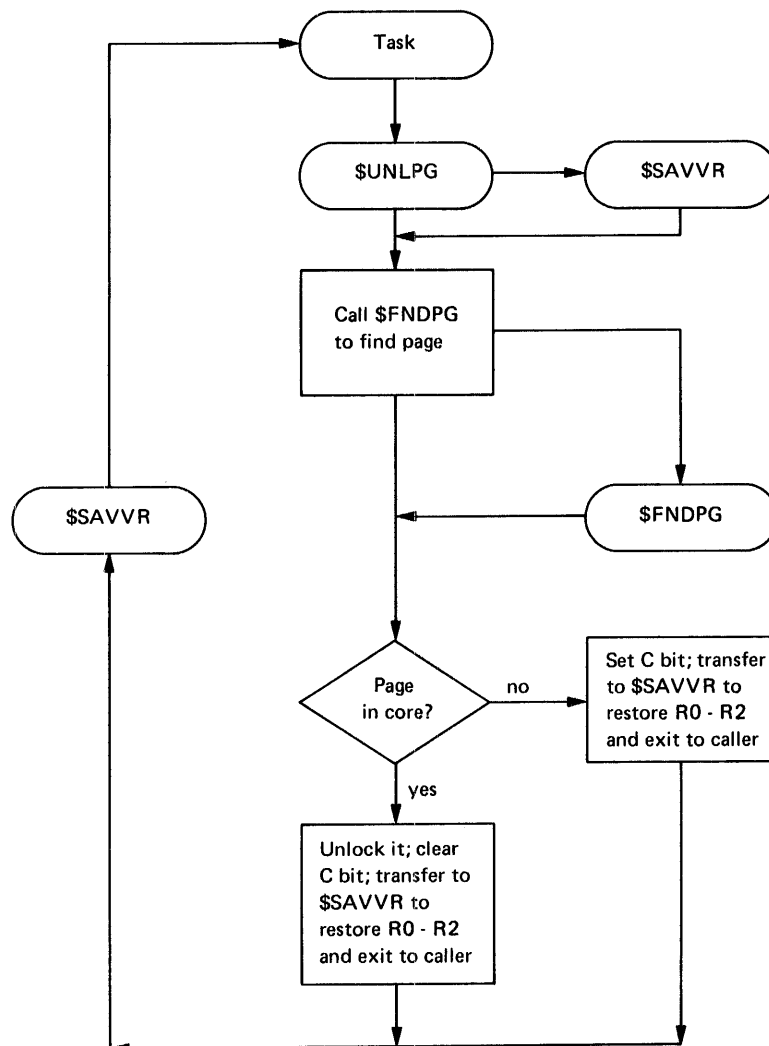 Task
$UNLPG
$SAVVR
Call $FNDPG
to find page
$SAVVR
$FNDPG
Page
in core?
no
Set C bit; transfer
to $SAVVR to
restore R0 - R2
and exit to caller
yes
Unlock it; clear
C bit; transfer to
$SAVVR to
restore R0 - R2
and exit to caller